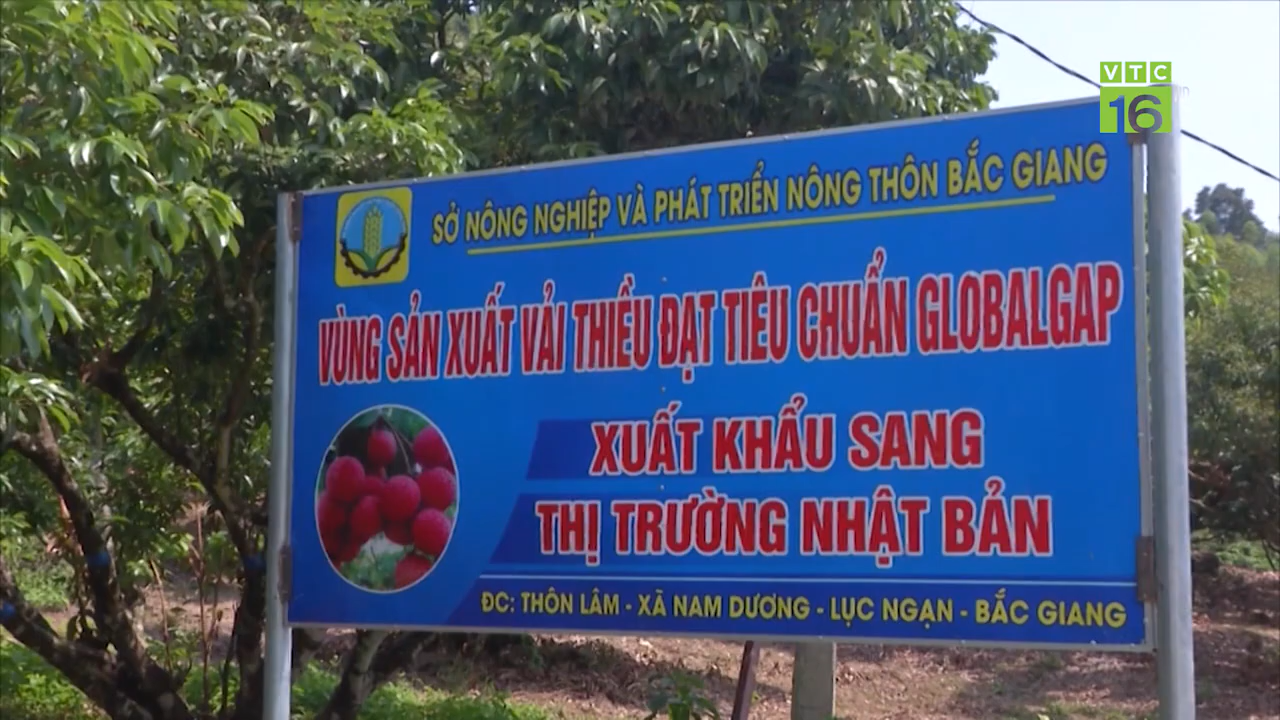 VTC
16
SỞ NÔNG NGHIỆP VÀ PHÁT TRIỂN NÔNG THÔN BẮC GIANG
VÙNG SẢN XUẤT VẢI THIỀU ĐẠT TIÊU CHUẨN GLOBALGAP
XUẤT KHẨU SANG
THỊ TRƯỜNG NHẬT BẢN
ĐC: THÔN LÂM - XÃ NAM DƯƠNG - LỤC NGẠN - BẮC GIANG